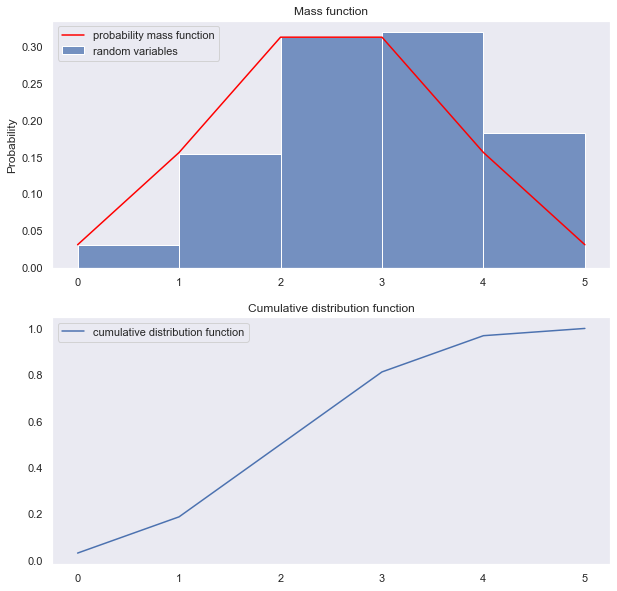 Mass function
probability mass function
random variables
Probability
0.30
0.25
0.20
0.15
0.10
0.05
0.00
0 1 2 3 4 5
Cumulative distribution function
cumulative distribution function
1.0
0.8
0.6
0.4
0.2
0.0
0 1 2 3 4 5